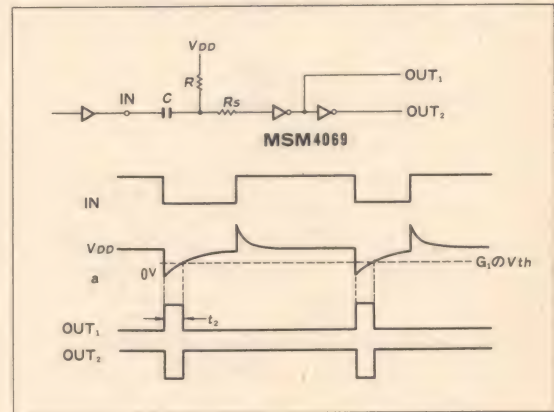 VDD
R
IN
C
Rs
OUT₁
OUT₂
MSM4069
IN
VDD
0V
a
G₁のVth
t₂
OUT₁
OUT₂